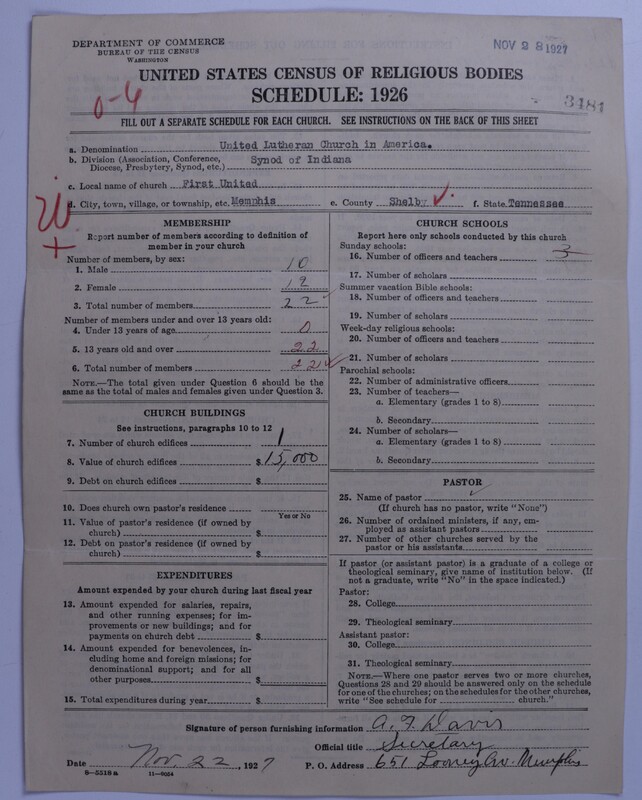 DEPARTMENT OF COMMERCE
BUREAU OF THE CENSUS
WASHINGTON
NOV 28 1927
UNITED STATES CENSUS OF RELIGIOUS BODIES
SCHEDULE: 1926
0-4
3481
FILL OUT A SEPARATE SCHEDULE FOR EACH CHURCH. SEE INSTRUCTIONS ON THE BACK OF THIS SHEET
a. Denomination United Lutheran Church in America.
b. Division (Association, Conference, Diocese, Presbytery, Synod, etc.) Synod of Indiana
c. Local name of church First United
d. City, town, village, or township, etc. Memphis e. County Shelby f. State Tennessee
MEMBERSHIP
Report number of members according to definition of
member in your church
Number of members, by sex:
1. Male 10
2. Female 12
3. Total number of members 22
Number of members under and over 13 years old:
4. Under 13 years of age 0
5. 13 years old and over 22
6. Total number of members 22
NOTE.—The total given under Question 6 should be the
same as the total of males and females given under Question 3.
CHURCH BUILDINGS
See instructions, paragraphs 10 to 12
7. Number of church edifices 1
8. Value of church edifices $ 15,000
9. Debt on church edifices $
10. Does church own pastor's residence
Yes or No
11. Value of pastor's residence (if owned by
church) $
12. Debt on pastor's residence (if owned by
church) $
EXPENDITURES
Amount expended by your church during last fiscal year
13. Amount expended for salaries, repairs,
and other running expenses; for im-
provements or new buildings; and for
payments on church debt $
14. Amount expended for benevolences, in-
cluding home and foreign missions; for
denominational support; and for all
other purposes $
15. Total expenditures during year $
CHURCH SCHOOLS
Report here only schools conducted by this church
Sunday schools:
16. Number of officers and teachers 3
17. Number of scholars
Summer vacation Bible schools:
18. Number of officers and teachers
19. Number of scholars
Week-day religious schools:
20. Number of officers and teachers
21. Number of scholars
Parochial schools:
22. Number of administrative officers
23. Number of teachers—
a. Elementary (grades 1 to 8)
b. Secondary
24. Number of scholars—
a. Elementary (grades 1 to 8)
b. Secondary
PASTOR
25. Name of pastor
(If church has no pastor, write "None")
26. Number of ordained ministers, if any, em-
ployed as assistant pastors
27. Number of other churches served by the
pastor or his assistants
If pastor (or assistant pastor) is a graduate of a college or
theological seminary, give name of institution below. (If
not a graduate, write "No" in the space indicated.)
Pastor:
28. College
29. Theological seminary
Assistant pastor:
30. College
31. Theological seminary
NOTE.—Where one pastor serves two or more churches,
Questions 28 and 29 should be answered only on the schedule
for one of the churches; on the schedules for the other churches,
write "See schedule for church."
Signature of person furnishing information A. F. Davis
Official title Secretary
Date Nov. 22, 1927 P. O. Address 651 Looney Av. Memphis
8-5518a 11-9054